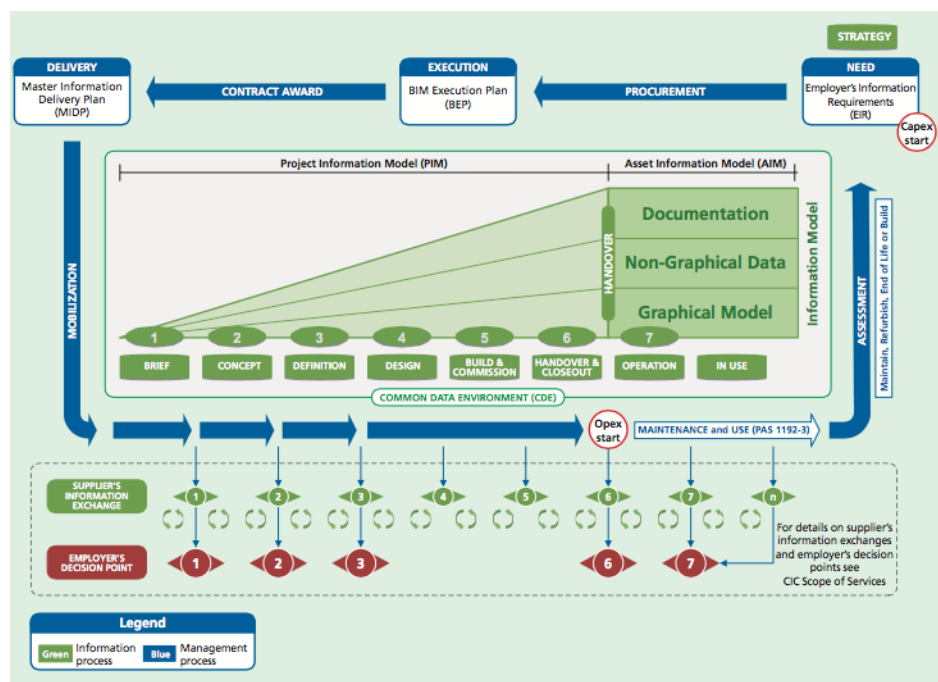 STRATEGY
DELIVERY
Master Information
Delivery Plan
(MIDP)
CONTRACT AWARD
EXECUTION
BIM Execution Plan
(BEP)
PROCUREMENT
NEED
Employer's Information
Requirements
(EIR)
Capex
start
Project Information Model (PIM)
Asset Information Model (AIM)
MOBILIZATION
HANDOVER
Documentation
Non-Graphical Data
Graphical Model
Information Model
ASSESSMENT
Maintain, Refurbish, End of Life or Build
1 2 3 4 5 6 7
BRIEF
CONCEPT
DEFINITION
DESIGN
BUILD &
COMMISSION
HANDOVER &
CLOSEOUT
OPERATION
IN USE
COMMON DATA ENVIRONMENT (CDE)
Opex
start
MAINTENANCE and USE (PAS 1192-3)
SUPPLIER'S
INFORMATION
EXCHANGE
1 2 3 4 5 6 7 n
EMPLOYER'S
DECISION POINT
1 2 3 6 7
For details on supplier's
information exchanges
and employer's decision
points see
CIC Scope of Services
Legend
Green
Information
process
Blue
Management
process